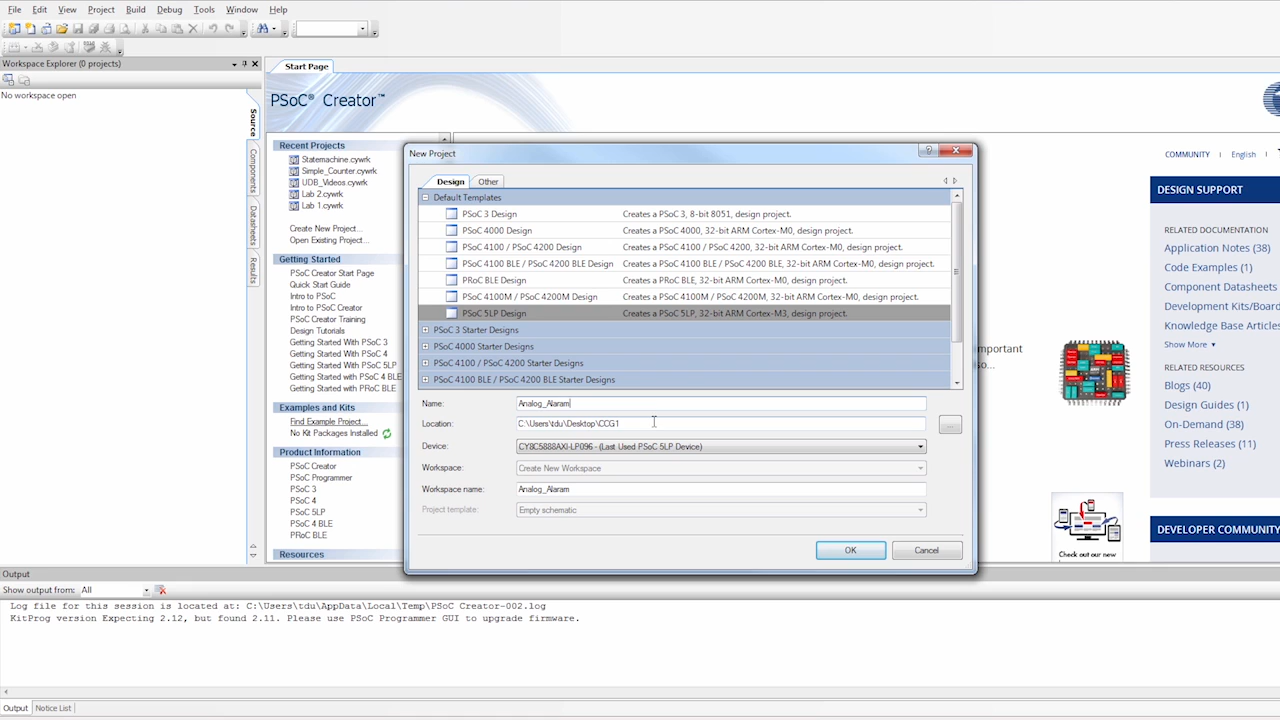 File Edit View Project Build Debug Tools Window Help
Workspace Explorer (0 projects)
No workspace open
Source
Components
Datasheets
Results
Start Page
PSoC® Creator™
Recent Projects
Statemachine.cywrk
Simple_Counter.cywrk
UDB_Videos.cywrk
Lab 2.cywrk
Lab 1.cywrk
Create New Project...
Open Existing Project...
Getting Started
PSoC Creator Start Page
Quick Start Guide
Intro to PSoC
Intro to PSoC Creator
PSoC Creator Training
Design Tutorials
Getting Started With PSoC 3
Getting Started With PSoC 4
Getting Started With PSoC 5LP
Getting Started with PSoC 4 BLE
Getting Started with PRoC BLE
Examples and Kits
Find Example Project...
No Kit Packages Installed
Product Information
PSoC Creator
PSoC Programmer
PSoC 3
PSoC 4
PSoC 5LP
PSoC 4 BLE
PRoC BLE
Resources
New Project
Design Other
Default Templates
PSoC 3 Design Creates a PSoC 3, 8-bit 8051, design project.
PSoC 4000 Design Creates a PSoC 4000, 32-bit ARM Cortex-M0, design project.
PSoC 4100 / PSoC 4200 Design Creates a PSoC 4100 / PSoC 4200, 32-bit ARM Cortex-M0, design project.
PSoC 4100 BLE / PSoC 4200 BLE Design Creates a PSoC 4100 BLE / PSoC 4200 BLE, 32-bit ARM Cortex-M0, design project.
PRoC BLE Design Creates a PRoC BLE, 32-bit ARM Cortex-M0, design project.
PSoC 4100M / PSoC 4200M Design Creates a PSoC 4100M / PSoC 4200M, 32-bit ARM Cortex-M0, design project.
PSoC 5LP Design Creates a PSoC 5LP, 32-bit ARM Cortex-M3, design project.
PSoC 3 Starter Designs
PSoC 4000 Starter Designs
PSoC 4100 / PSoC 4200 Starter Designs
PSoC 4100 BLE / PSoC 4200 BLE Starter Designs
Name: Analog_Alaram
Location: C:\Users\tdu\Desktop\CCG1
...
Device: CY8C5888AXI-LP096 - (Last Used PSoC 5LP Device)
Workspace: Create New Workspace
Workspace name: Analog_Alaram
Project template: Empty schematic
OK Cancel
COMMUNITY English
important
so...
DESIGN SUPPORT
RELATED DOCUMENTATION
Application Notes (38)
Code Examples (1)
Component Datasheets
Development Kits/Board
Knowledge Base Articles
Show More
RELATED RESOURCES
Blogs (40)
Design Guides (1)
On-Demand (38)
Press Releases (11)
Webinars (2)
DEVELOPER COMMUNITY
Check out our new
Output
Show output from: All
Log file for this session is located at: C:\Users\tdu\AppData\Local\Temp\PSoC Creator-002.log
KitProg version Expecting 2.12, but found 2.11. Please use PSoC Programmer GUI to upgrade firmware.
Output Notice List